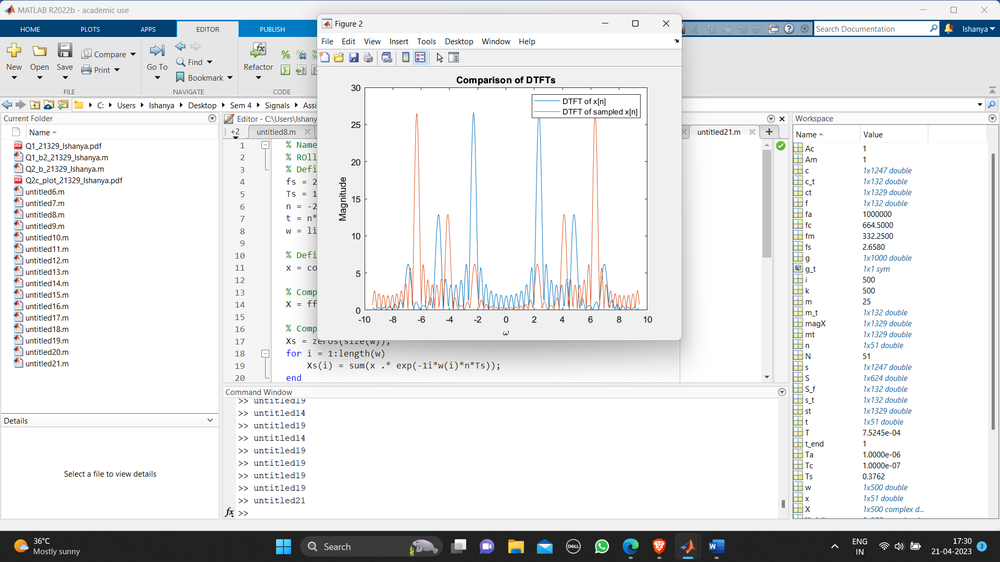 MATLAB R2022b - academic use
HOME PLOTS APPS EDITOR PUBLISH
Search Documentation
Ishanya
New Open Save Compare Print
FILE
Go To Find Bookmark
NAVIGATE
Refactor
CODE
C: Users Ishanya Desktop Sem 4 Signals Assi
Current Folder
Name
Q1_21329_Ishanya.pdf
Q1_b2_21329_Ishanya.m
Q2_b_21329_Ishanya.m
Q2c_plot_21329_Ishanya.pdf
untitled6.m
untitled7.m
untitled8.m
untitled9.m
untitled10.m
untitled11.m
untitled12.m
untitled13.m
untitled14.m
untitled15.m
untitled16.m
untitled17.m
untitled18.m
untitled19.m
untitled20.m
untitled21.m
Details
Select a file to view details
Editor - C:\Users\Ishany
+2 untitled8.m untitled21.m
1 % Name
2 % ROll
3 % Defi
4 fs = 2
5 Ts = 1
6 n = -2
7 t = n*
8 w = li
9
10 % Defi
11 x = co
12
13 % Comp
14 X = ff
15
16 % Comp
17 Xs = zeros(size(w));
18 for i = 1:length(w)
19 Xs(i) = sum(x .* exp(-1i*w(i)*n*Ts));
20 end
Figure 2
File Edit View Insert Tools Desktop Window Help
Comparison of DTFTs
DTFT of x[n]
DTFT of sampled x[n]
Magnitude
30
25
20
15
10
5
0
-10 -8 -6 -4 -2 0 2 4 6 8 10
ω
Command Window
>> untitled19
>> untitled14
>> untitled19
>> untitled14
>> untitled19
>> untitled19
>> untitled19
>> untitled19
>> untitled21
fx >>
Workspace
Name Value
Ac 1
Am 1
c 1x1247 double
c_t 1x132 double
ct 1x1329 double
f 1x132 double
fa 1000000
fc 664.5000
fm 332.2500
fs 2.6580
g 1x1000 double
g_t 1x1 sym
i 500
k 500
m 25
m_t 1x132 double
magX 1x1329 double
mt 1x1329 double
n 1x51 double
N 51
s 1x1247 double
S 1x624 double
S_f 1x132 double
s_t 1x132 double
st 1x1329 double
t 1x51 double
T 7.5245e-04
t_end 1
Ta 1.0000e-06
Tc 1.0000e-07
Ts 0.3762
w 1x500 double
x 1x51 double
X 1x500 complex d...
36°C
Mostly sunny
Search
DELL
W
ENG
IN
17:30
21-04-2023
3